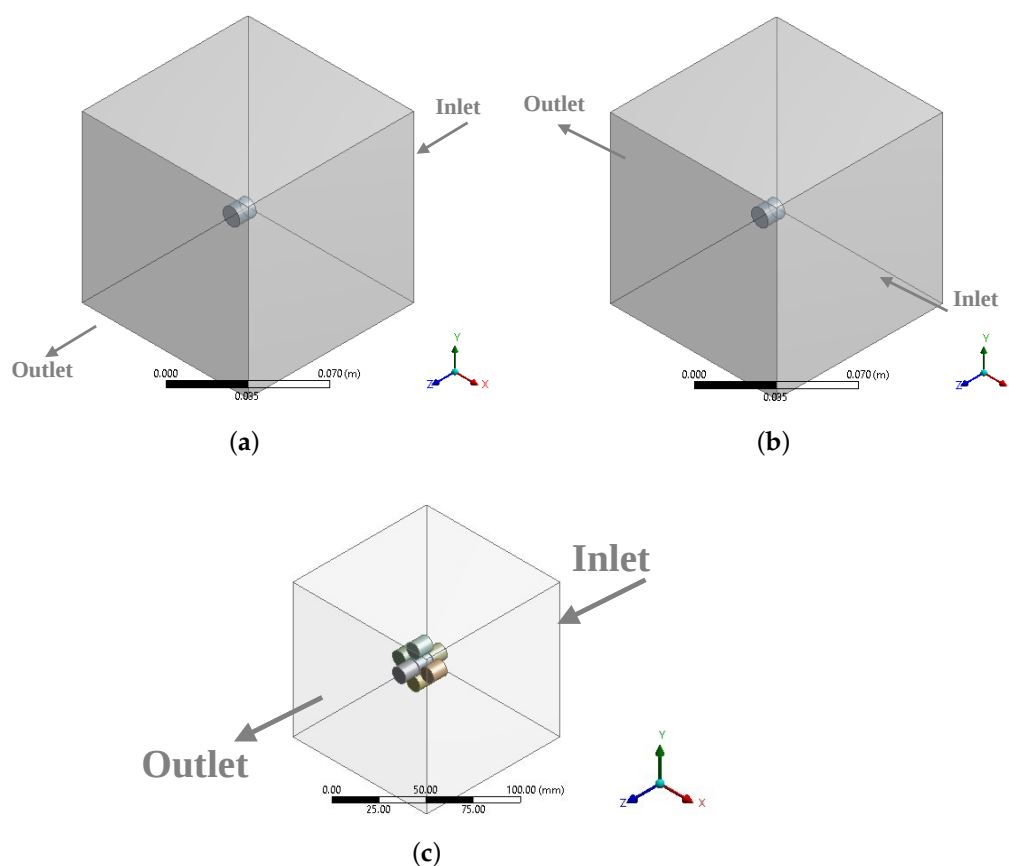 Inlet
Outlet
0.000 0.070 (m)
0.035
Y
Z X
(a)
Outlet
Inlet
0.000 0.070 (m)
0.035
Y
Z
(b)
Inlet
Outlet
0.00 50.00 100.00 (mm)
25.00 75.00
Y
Z X
(c)